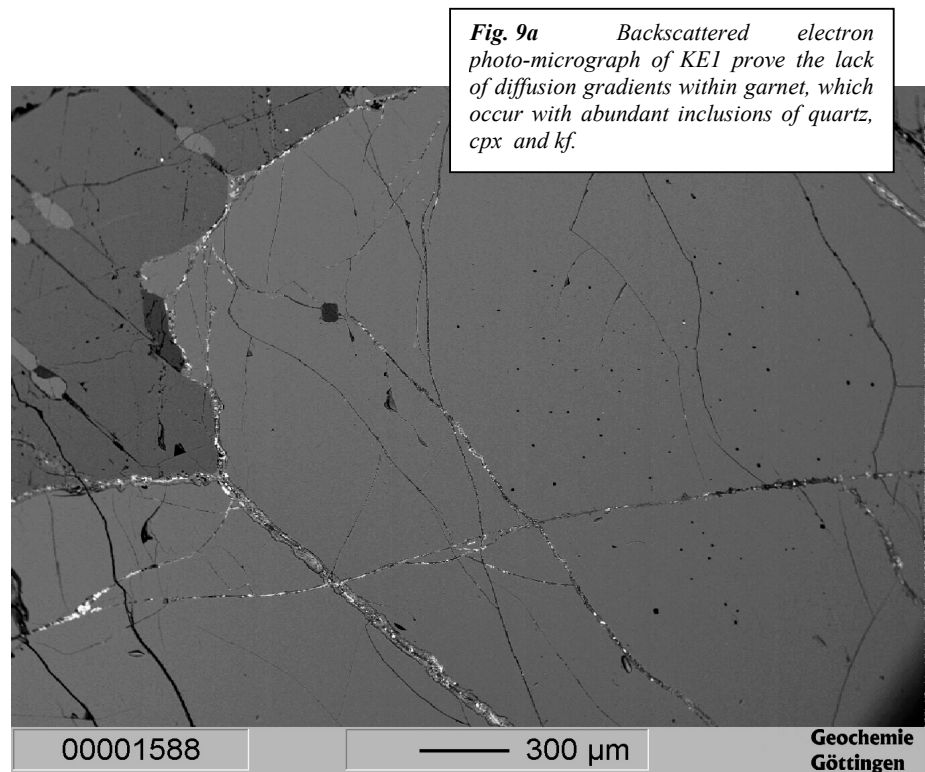 Fig. 9a Backscattered electron
photo-micrograph of KE1 prove the lack
of diffusion gradients within garnet, which
occur with abundant inclusions of quartz,
cpx and kf.
00001588
300 µm
Geochemie
Göttingen